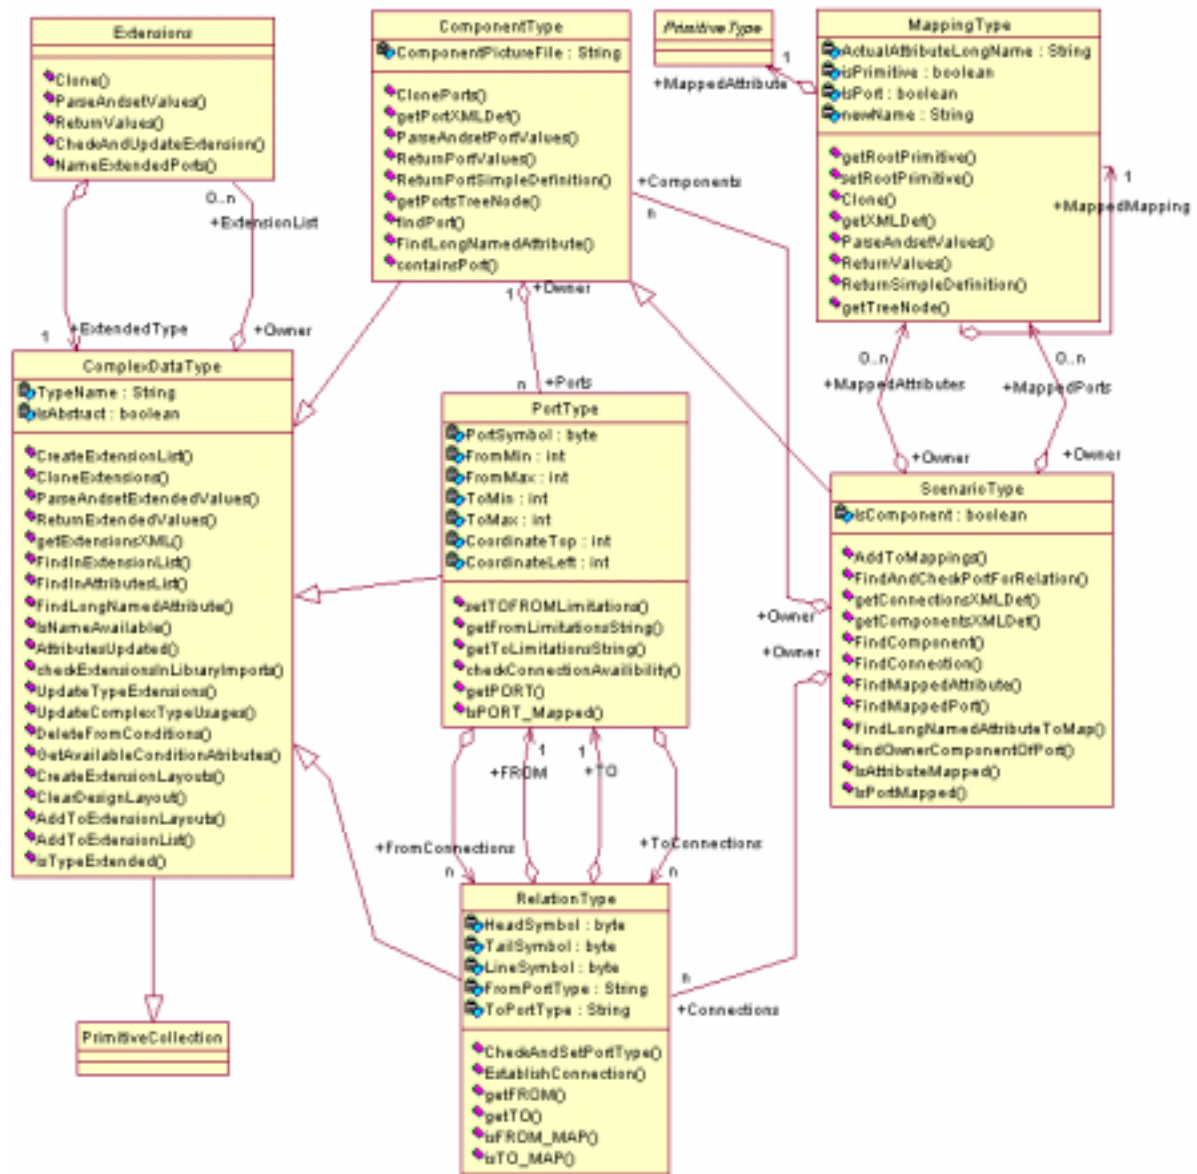 Extensions
Clone()
ParseAndsetValues()
ReturnValues()
CheckAndUpdateExtension()
NameExtendedPorts()
0..n
+ExtensionList
1
+ExtendedType
+Owner
ComponentType
ComponentPictureFile : String
ClonePorts()
getPortXMLDef()
ParseAndsetPortValues()
ReturnPortValues()
ReturnPortSimpleDefinition()
getPortsTreeNode()
findPort()
FindLongNamedAttribute()
containsPort()
1
+Owner
n
+Ports
+Components
n
PrimitiveType
1
+MappedAttribute
MappingType
ActualAttributeLongName : String
isPrimitive : boolean
IsPort : boolean
newName : String
getRootPrimitive()
setRootPrimitive()
Clone()
getXMLDef()
ParseAndsetValues()
ReturnValues()
ReturnSimpleDefinition()
getTreeNode()
1
+MappedMapping
0..n
+MappedAttributes
0..n
+MappedPorts
+Owner
+Owner
ComplexDataType
TypeName : String
IsAbstract : boolean
CreateExtensionList()
CloneExtensions()
ParseAndsetExtendedValues()
ReturnExtendedValues()
getExtensionsXML()
FindInExtensionList()
FindInAttributesList()
FindLongNamedAttribute()
IsNameAvailable()
AttributesUpdated()
checkExtensionsInLibraryImports()
UpdateTypeExtensions()
UpdateComplexTypeUsages()
DeleteFromConditions()
GetAvailableConditionAtributes()
CreateExtensionLayouts()
ClearDesignLayout()
AddToExtensionLayouts()
AddToExtensionList()
isTypeExtended()
PortType
PortSymbol : byte
FromMin : int
FromMax : int
ToMin : int
ToMax : int
CoordinateTop : int
CoordinateLeft : int
setTOFROMLimitations()
getFromLimitationsString()
getToLimitationsString()
checkConnectionAvailibility()
getPORT()
IsPORT_Mapped()
ScenarioType
IsComponent : boolean
AddToMappings()
FindAndCheckPortForRelation()
getConnectionsXMLDef()
getComponentsXMLDef()
FindComponent()
FindConnection()
FindMappedAttribute()
FindMappedPort()
FindLongNamedAttributeToMap()
findOwnerComponentOfPort()
IsAttributeMapped()
IsPortMapped()
+Owner
+Owner
1
+FROM
1
+TO
+FromConnections
n
+ToConnections
n
RelationType
HeadSymbol : byte
TailSymbol : byte
LineSymbol : byte
FromPortType : String
ToPortType : String
CheckAndSetPortType()
EstablishConnection()
getFROM()
getTO()
isFROM_MAP()
isTO_MAP()
n
+Connections
PrimitiveCollection